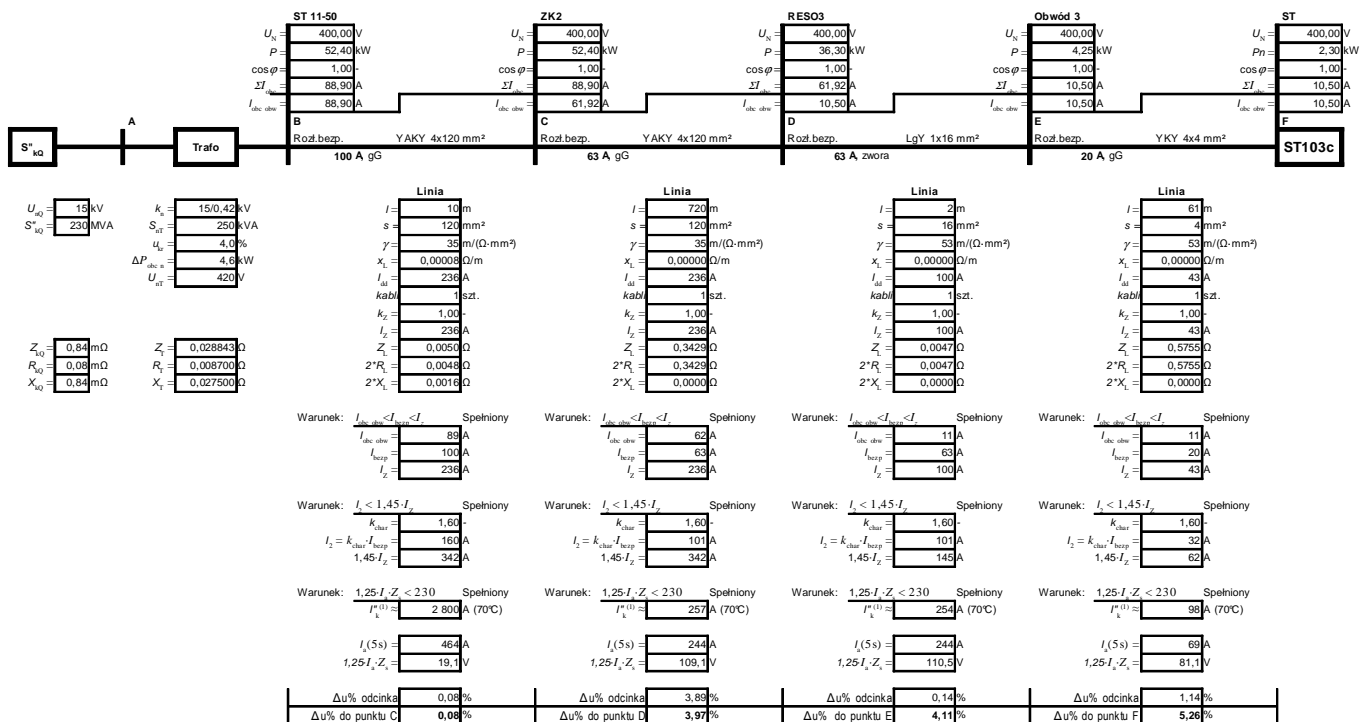 ST 11-50 ZK2 RESO3 Obwód 3 ST
U_N = 400,00 V U_N = 400,00 V U_N = 400,00 V U_N = 400,00 V U_N = 400,00 V
P = 52,40 kW P = 52,40 kW P = 36,30 kW P = 4,25 kW Pn = 2,30 kW
cosφ = 1,00 - cosφ = 1,00 - cosφ = 1,00 - cosφ = 1,00 - cosφ = 1,00 -
ΣI_obc = 88,90 A ΣI_obc = 88,90 A ΣI_obc = 61,92 A ΣI_obc = 10,50 A ΣI_obc = 10,50 A
I_obc obw = 88,90 A I_obc obw = 61,92 A I_obc obw = 10,50 A I_obc obw = 10,50 A I_obc obw = 10,50 A
A B C D E F
S"_kQ Trafo Rozł.bezp. YAKY 4x120 mm² Rozł.bezp. YAKY 4x120 mm² Rozł.bezp. LgY 1x16 mm² Rozł.bezp. YKY 4x4 mm² ST103c
100 A, gG 63 A, gG 63 A, zwora 20 A, gG
Linia Linia Linia Linia
U_nQ = 15 kV k_n = 15/0,42 kV l = 10 m l = 720 m l = 2 m l = 61 m
S"_kQ = 230 MVA S_nT = 250 kVA s = 120 mm² s = 120 mm² s = 16 mm² s = 4 mm²
u_kr = 4,0 % γ = 35 m/(Ω·mm²) γ = 35 m/(Ω·mm²) γ = 53 m/(Ω·mm²) γ = 53 m/(Ω·mm²)
ΔP_obc n = 4,6 kW x_L = 0,00008 Ω/m x_L = 0,00000 Ω/m x_L = 0,00000 Ω/m x_L = 0,00000 Ω/m
U_nT = 420 V I_dd = 236 A I_dd = 236 A I_dd = 100 A I_dd = 43 A
kabli 1 szt. kabli 1 szt. kabli 1 szt. kabli 1 szt.
k_Z = 1,00 - k_Z = 1,00 - k_Z = 1,00 - k_Z = 1,00 -
I_Z = 236 A I_Z = 236 A I_Z = 100 A I_Z = 43 A
Z_kQ = 0,84 mΩ Z_T = 0,028843 Ω Z_L = 0,0050 Ω Z_L = 0,3429 Ω Z_L = 0,0047 Ω Z_L = 0,5755 Ω
R_kQ = 0,08 mΩ R_T = 0,008700 Ω 2*R_L = 0,0048 Ω 2*R_L = 0,3429 Ω 2*R_L = 0,0047 Ω 2*R_L = 0,5755 Ω
X_kQ = 0,84 mΩ X_T = 0,027500 Ω 2*X_L = 0,0016 Ω 2*X_L = 0,0000 Ω 2*X_L = 0,0000 Ω 2*X_L = 0,0000 Ω
Warunek: I_obc obw<I_bezp<I_z Spełniony Warunek: I_obc obw<I_bezp<I_z Spełniony Warunek: I_obc obw<I_bezp<I_z Spełniony Warunek: I_obc obw<I_bezp<I_z Spełniony
I_obc obw = 89 A I_obc obw = 62 A I_obc obw = 11 A I_obc obw = 11 A
I_bezp = 100 A I_bezp = 63 A I_bezp = 63 A I_bezp = 20 A
I_Z = 236 A I_Z = 236 A I_Z = 100 A I_Z = 43 A
Warunek: I_2 < 1,45·I_Z Spełniony Warunek: I_2 < 1,45·I_Z Spełniony Warunek: I_2 < 1,45·I_Z Spełniony Warunek: I_2 < 1,45·I_Z Spełniony
k_char = 1,60 - k_char = 1,60 - k_char = 1,60 - k_char = 1,60 -
I_2 = k_char·I_bezp = 160 A I_2 = k_char·I_bezp = 101 A I_2 = k_char·I_bezp = 101 A I_2 = k_char·I_bezp = 32 A
1,45·I_Z = 342 A 1,45·I_Z = 342 A 1,45·I_Z = 145 A 1,45·I_Z = 62 A
Warunek: 1,25·I_a·Z_s < 230 Spełniony Warunek: 1,25·I_a·Z_s < 230 Spełniony Warunek: 1,25·I_a·Z_s < 230 Spełniony Warunek: 1,25·I_a·Z_s < 230 Spełniony
I"_k^(1) ≈ 2 800 A (70°C) I"_k^(1) ≈ 257 A (70°C) I"_k^(1) ≈ 254 A (70°C) I"_k^(1) ≈ 98 A (70°C)
I_a(5s) = 464 A I_a(5s) = 244 A I_a(5s) = 244 A I_a(5s) = 69 A
1,25·I_a·Z_s = 19,1 V 1,25·I_a·Z_s = 109,1 V 1,25·I_a·Z_s = 110,5 V 1,25·I_a·Z_s = 81,1 V
Δu% odcinka 0,08 % Δu% odcinka 3,89 % Δu% odcinka 0,14 % Δu% odcinka 1,14 %
Δu% do punktu C 0,08 % Δu% do punktu D 3,97 % Δu% do punktu E 4,11 % Δu% do punktu F 5,26 %